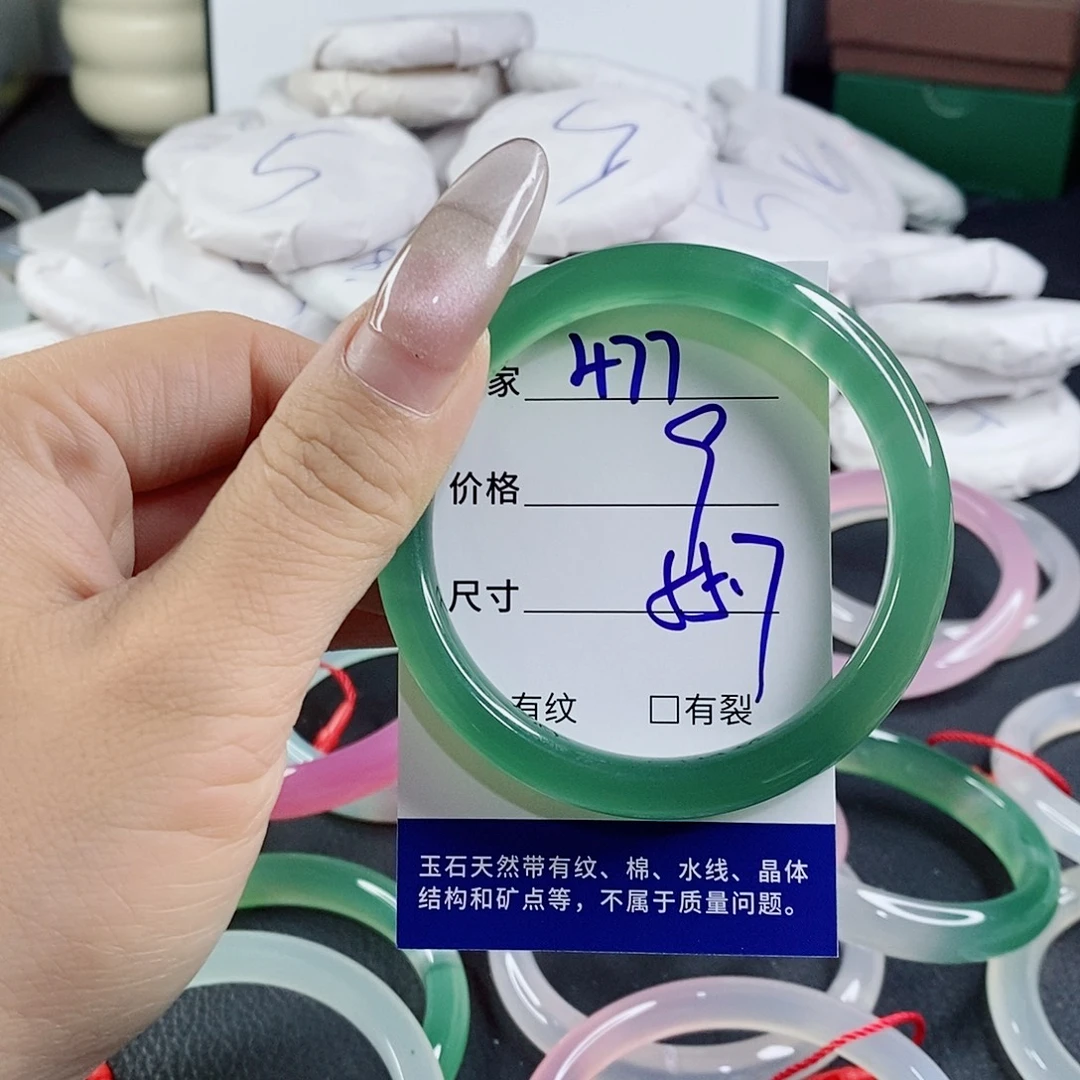 5
家 477
价格 9
尺寸
有纹 □有裂
玉石天然带有纹、棉、水线、晶体
结构和矿点等，不属于质量问题。